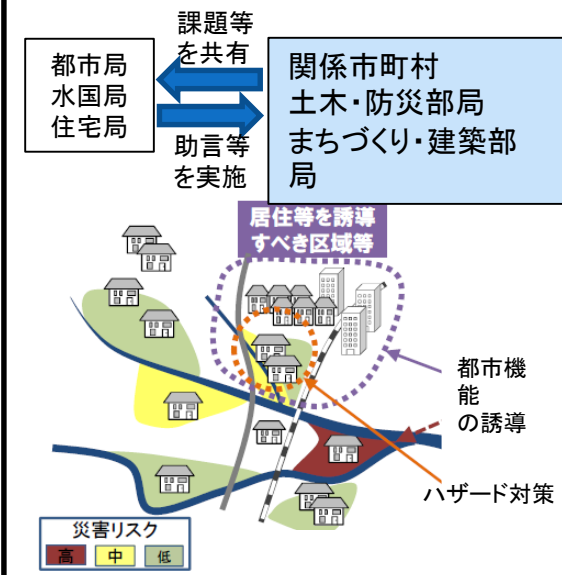 課題等
を共有
都市局
水国局
住宅局
関係市町村
土木・防災部局
まちづくり・建築部
局
助言等
を実施
居住等を誘導
すべき区域等
都市機
能
の誘導
ハザード対策
災害リスク
高 中 低